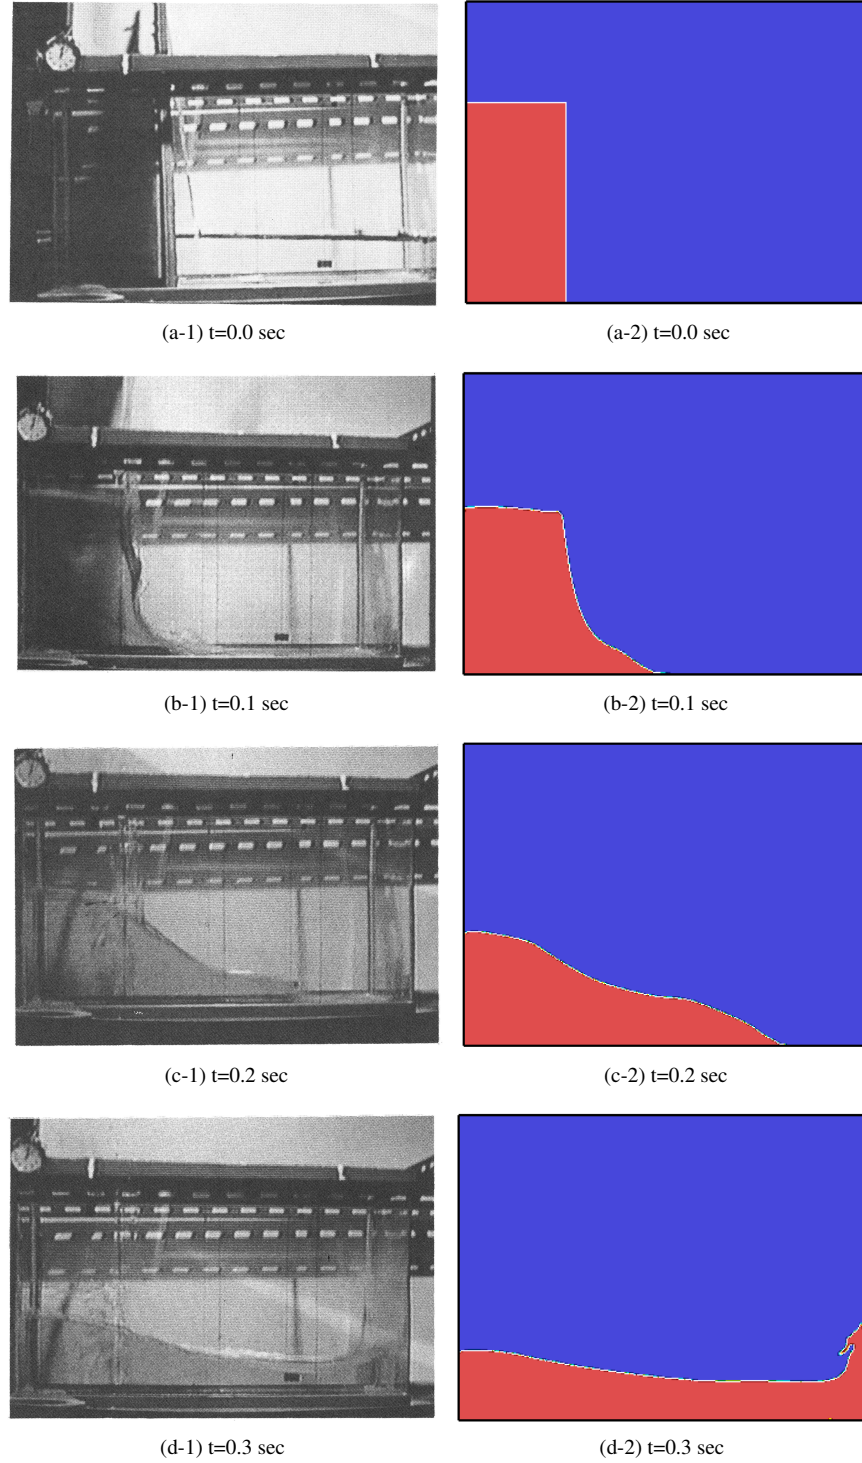 (a-1) t=0.0 sec
(a-2) t=0.0 sec
(b-1) t=0.1 sec
(b-2) t=0.1 sec
(c-1) t=0.2 sec
(c-2) t=0.2 sec
(d-1) t=0.3 sec
(d-2) t=0.3 sec